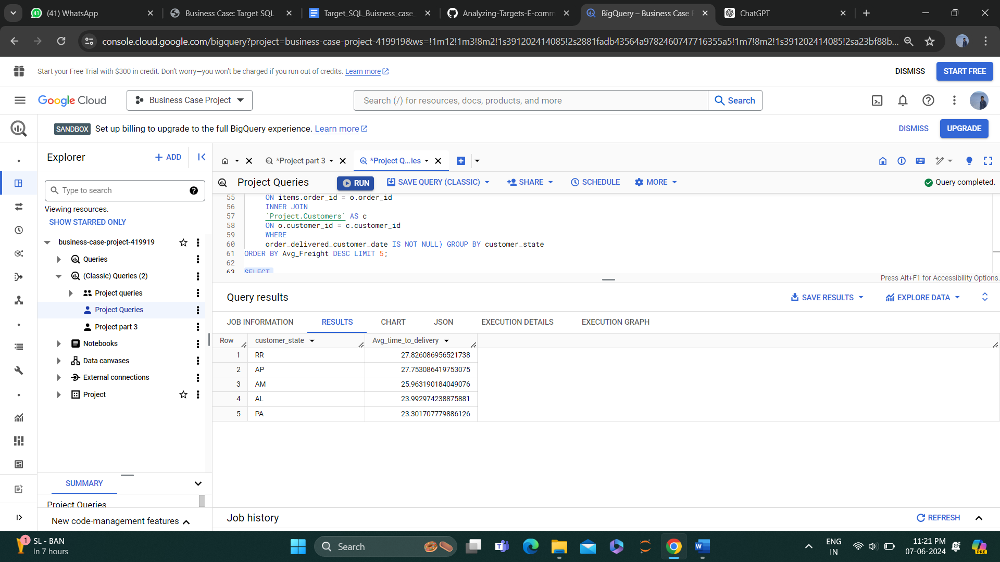 (41) WhatsApp
Business Case: Target SQL
Target_SQL_Buisness_case_
Analyzing-Targets-E-comm
BigQuery – Business Case P
ChatGPT
console.cloud.google.com/bigquery?project=business-case-project-419919&ws=!1m12!1m3!8m2!1s391202414085!2s2881fadb43564a9782460747716355a5!1m7!8m2!1s391202414085!2sa23bf88b...
Start your Free Trial with $300 in credit. Don't worry—you won't be charged if you run out of credits. Learn more
DISMISS
START FREE
Google Cloud
Business Case Project
Search (/) for resources, docs, products, and more
Search
SANDBOX Set up billing to upgrade to the full BigQuery experience. Learn more
DISMISS
UPGRADE
Explorer
+ ADD
*Project part 3
*Project Q...ies
Type to search
Viewing resources.
SHOW STARRED ONLY
business-case-project-419919
Queries
(Classic) Queries (2)
Project queries
Project Queries
Project part 3
Notebooks
Data canvases
External connections
Project
SUMMARY
Project Queries
New code-management features
Project Queries
RUN
SAVE QUERY (CLASSIC)
SHARE
SCHEDULE
MORE
Query completed.
55 ON items.order_id = o.order_id
56 INNER JOIN
57 `Project.Customers` AS c
58 ON o.customer_id = c.customer_id
59 WHERE
60 order_delivered_customer_date IS NOT NULL) GROUP BY customer_state
61 ORDER BY Avg_Freight DESC LIMIT 5;
62
63 SELECT
Press Alt+F1 for Accessibility Options.
Query results
SAVE RESULTS
EXPLORE DATA
JOB INFORMATION
RESULTS
CHART
JSON
EXECUTION DETAILS
EXECUTION GRAPH
Row customer_state Avg_time_to_delivery
1 RR 27.826086956521738
2 AP 27.753086419753075
3 AM 25.963190184049076
4 AL 23.992974238875881
5 PA 23.301707779886126
Job history
REFRESH
1
SL - BAN
In 7 hours
Search
ENG
IN
11:21 PM
07-06-2024
PRE